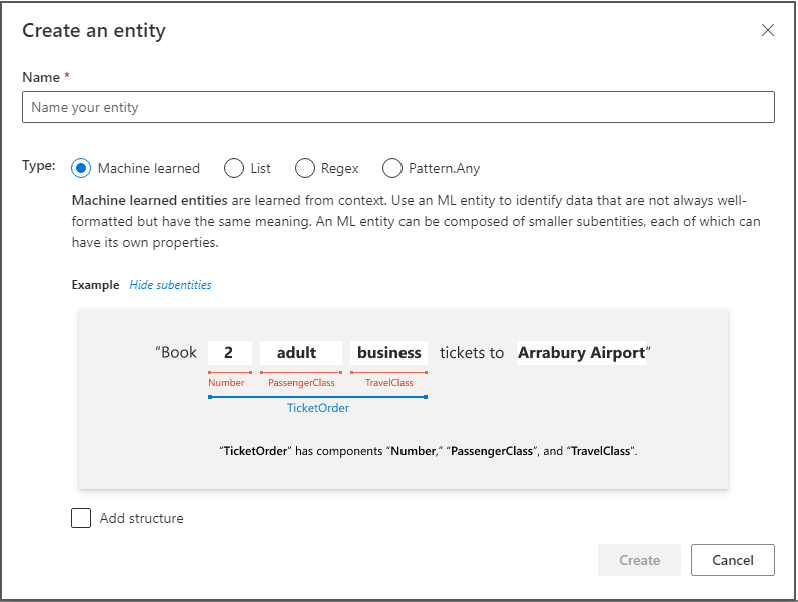 Create an entity
Name *
Name your entity
Type: Machine learned List Regex Pattern.Any
Machine learned entities are learned from context. Use an ML entity to identify data that are not always well-
formatted but have the same meaning. An ML entity can be composed of smaller subentities, each of which can
have its own properties.
Example Hide subentities
“Book 2 adult business tickets to Arrabury Airport”
Number PassengerClass TravelClass
TicketOrder
“TicketOrder” has components “Number,” “PassengerClass”, and “TravelClass”.
Add structure
Create Cancel